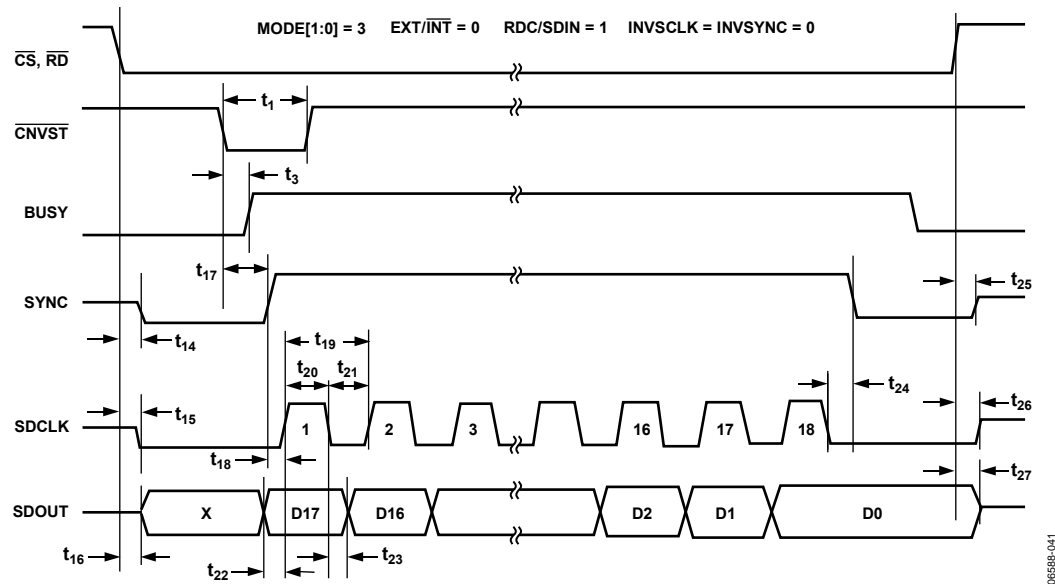 MODE[1:0] = 3 EXT/INT = 0 RDC/SDIN = 1 INVSCLK = INVSYNC = 0
CS, RD
t1
CNVST
t3
BUSY
t17
SYNC
t25
t14
t19
t20 t21
t24
t15
t26
SDCLK
1 2 3 16 17 18
t18
t27
SDOUT
X D17 D16 D2 D1 D0
t16
t23
t22
06588-041